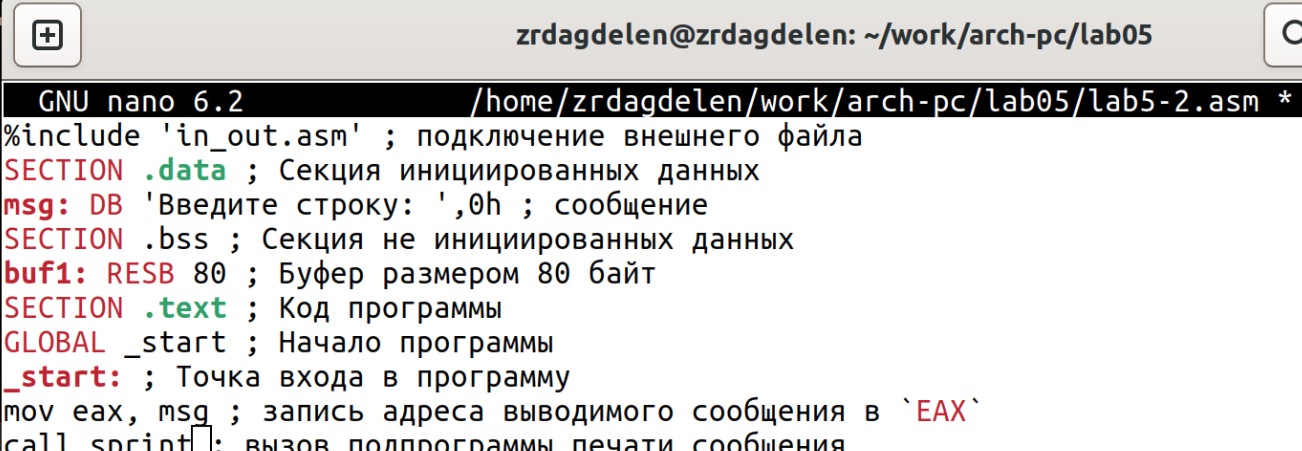 zrdagdelen@zrdagdelen: ~/work/arch-pc/lab05
GNU nano 6.2 /home/zrdagdelen/work/arch-pc/lab05/lab5-2.asm *
%include 'in_out.asm' ; подключение внешнего файла
SECTION .data ; Секция инициированных данных
msg: DB 'Введите строку: ',0h ; сообщение
SECTION .bss ; Секция не инициированных данных
buf1: RESB 80 ; Буфер размером 80 байт
SECTION .text ; Код программы
GLOBAL _start ; Начало программы
_start: ; Точка входа в программу
mov eax, msg ; запись адреса выводимого сообщения в `EAX`
call sprint ; вызов подпрограммы печати сообщения